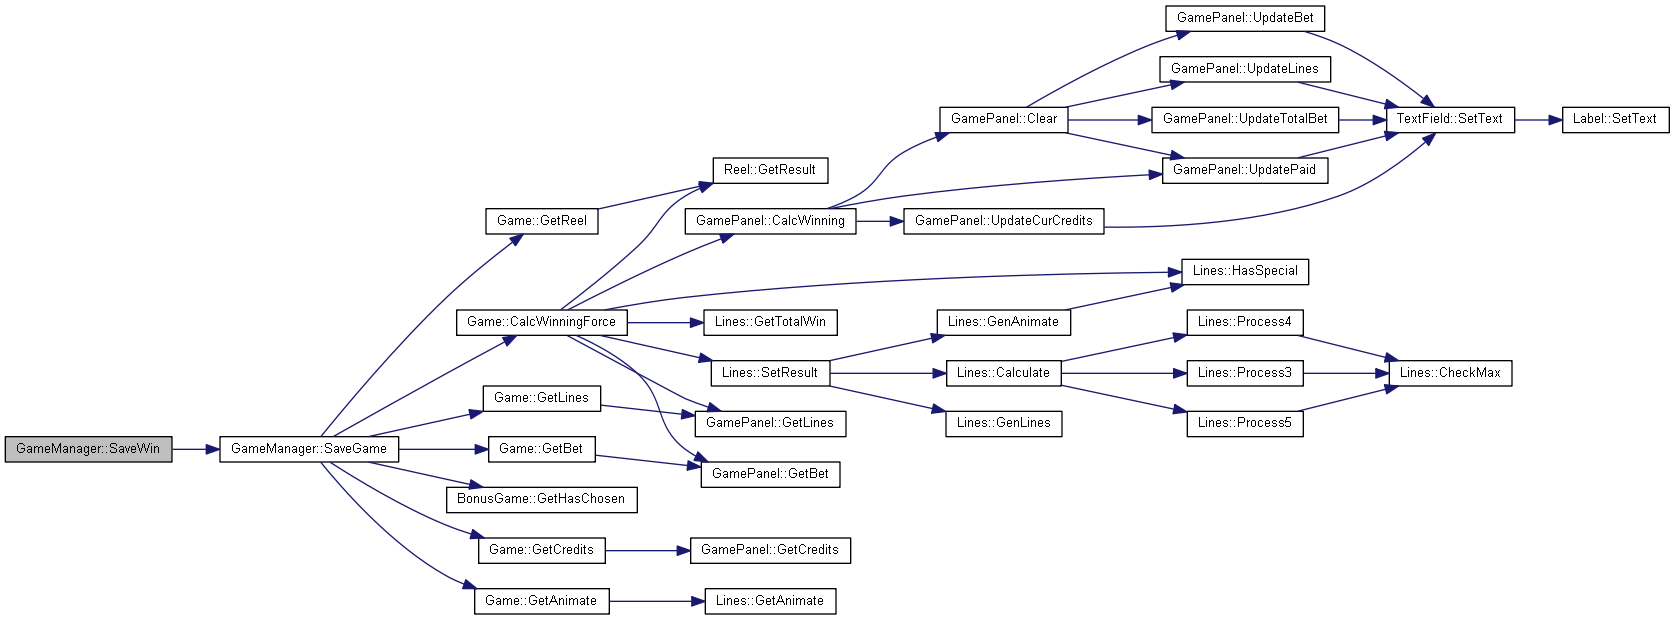 GamePanel::UpdateBet
GamePanel::UpdateLines
GamePanel::Clear
GamePanel::UpdateTotalBet
TextField::SetText
Label::SetText
Reel::GetResult
GamePanel::UpdatePaid
Game::GetReel
GamePanel::CalcWinning
GamePanel::UpdateCurCredits
Lines::HasSpecial
Game::CalcWinningForce
Lines::GetTotalWin
Lines::GenAnimate
Lines::Process4
Lines::SetResult
Lines::Calculate
Lines::Process3
Lines::CheckMax
Game::GetLines
GamePanel::GetLines
Lines::GenLines
Lines::Process5
GameManager::SaveWin
GameManager::SaveGame
Game::GetBet
GamePanel::GetBet
BonusGame::GetHasChosen
Game::GetCredits
GamePanel::GetCredits
Game::GetAnimate
Lines::GetAnimate